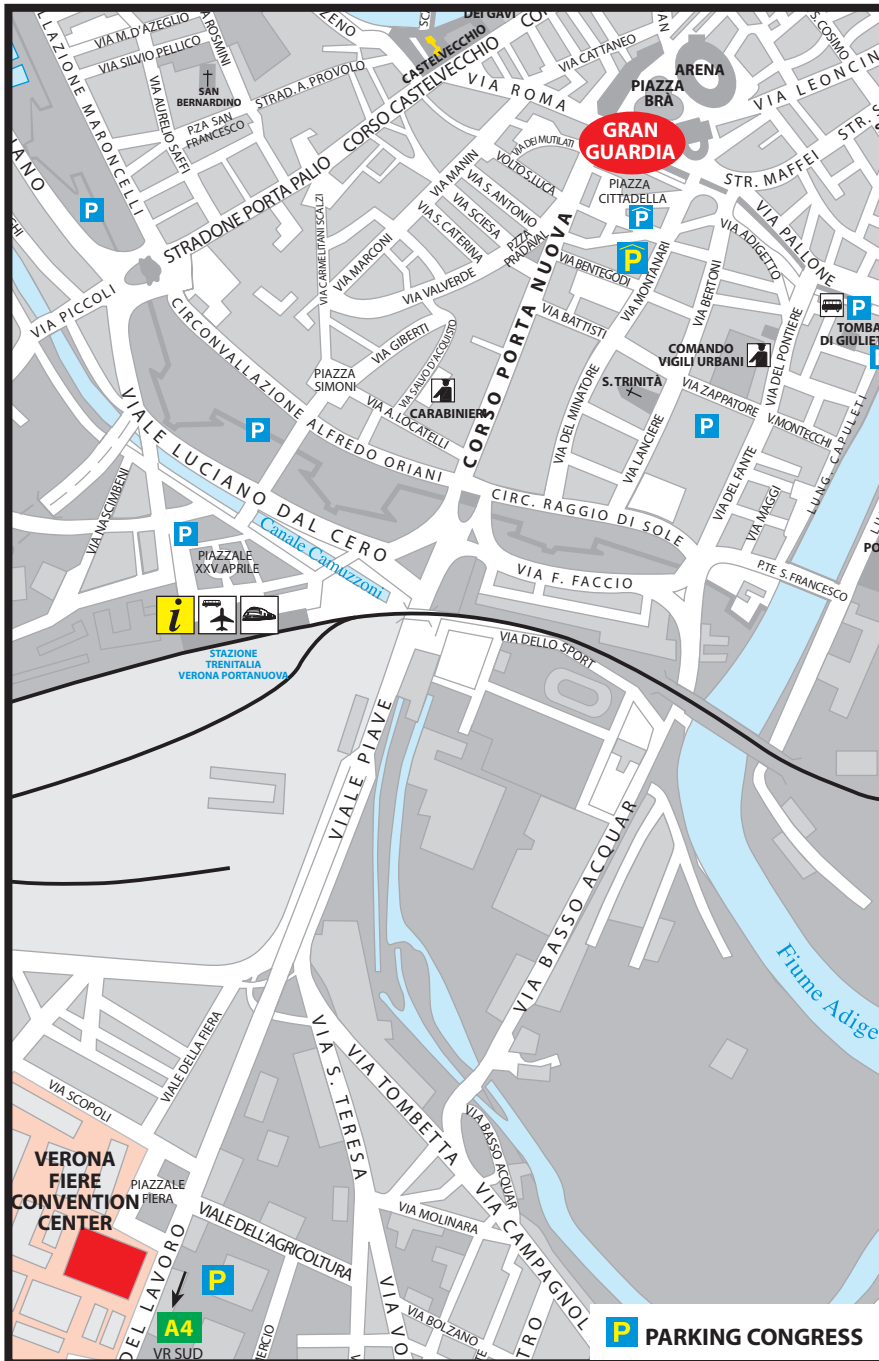 DEI GAVI
CASTELVECCHIO
VIA M. D'AZEGLIO
VIA SILVIO PELLICO
ROSMINI
ZENO
LLAZIONE MARONCELLI
SAN
BERNARDINO
STRAD. A. PROVOLO
P.ZA SAN
FRANCESCO
VIA AURELIO SAFFI
CORSO CASTELVECCHIO
STRADONE PORTA PALIO
VIA ROMA
VIA CATTANEO
PIAZZA
BRÀ
ARENA
VIA LEONCIN
S. COSIMO
GRAN
GUARDIA
VIA DEI MUTILATI
VOLTO S. LUCA
VIA MANIN
VIA S. ANTONIO
VIA SCIESA
VIA S. CATERINA
P.ZZA
PRADAVAL
PIAZZA
CITTADELLA
STR. MAFFEI
STR. S.
VIA PALLONE
VIA ADIGETTO
P
P
P
VIA CARMELITANI SCALZI
VIA MARCONI
VIA VALVERDE
VIA BENTEGODI
VIA MONTANARI
VIA BERTONI
VIA PICCOLI
CIRCONVALLAZIONE ALFREDO ORIANI
VIA GIBERTI
VIA SALVO D'ACQUISTO
VIA BATTISTI
CORSO PORTA NUOVA
P
TOMBA
DI GIULIET
COMANDO
VIGILI URBANI
VIA DEL PONTIERE
PIAZZA
SIMONI
CARABINIERI
VIA A. LOCATELLI
S. TRINITÀ
VIA ZAPPATORE
V. MONTECCHI
VIALE LUCIANO DAL CERO
P
P
VIA DEL MINATORE
VIA LANCIERE
VIA DEL FANTE
VIA MAGGI
LUNG. CAPULETI
VIA NASCIMBENI
P
PIAZZALE
XXV APRILE
Canale Camuzzoni
CIRC. RAGGIO DI SOLE
VIA F. FACCIO
P.TE S. FRANCESCO
PO
i
STAZIONE
TRENITALIA
VERONA PORTANUOVA
VIA DELLO SPORT
VIALE PIAVE
VIA BASSO ACQUAR
Fiume Adige
VIALE DELLA FIERA
VIA SCOPOLI
VIA S. TERESA
VIA TOMBETTA
VIA BASSO ACQUAR
VERONA
FIERE
CONVENTION
CENTER
PIAZZALE
FIERA
VIALE DELL'AGRICOLTURA
VIA MOLINARA
VIA CAMPAGNOL
DEL LAVORO
P
A4
VR SUD
ERCIO
VIA VO
VIA BOLZANO
TRO
P PARKING CONGRESS